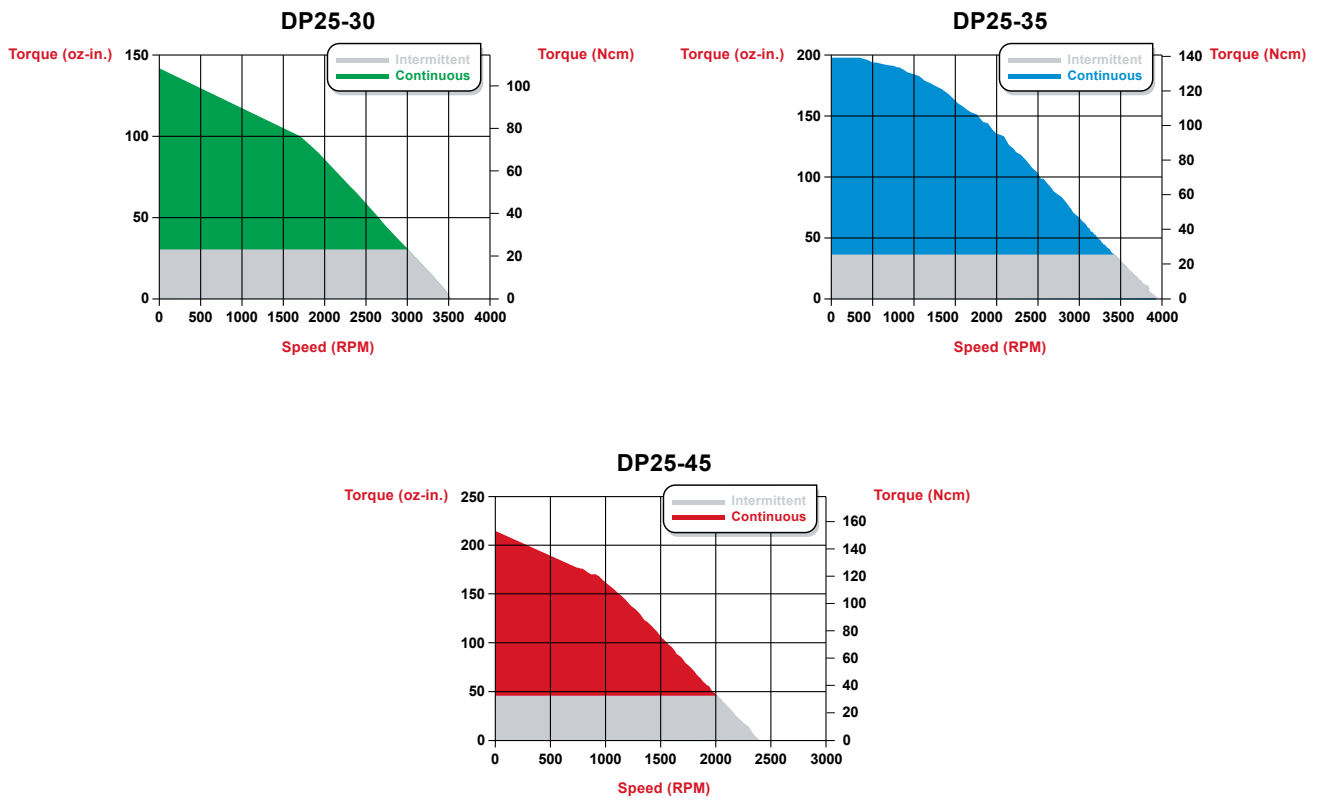 DP25-30
Torque (oz-in.)
Torque (Ncm)
Intermittent
Continuous
150
100
50
0
100
80
60
40
20
0
0 500 1000 1500 2000 2500 3000 3500 4000
Speed (RPM)
DP25-35
Torque (oz-in.)
Torque (Ncm)
Intermittent
Continuous
200
150
100
50
0
140
120
100
80
60
40
20
0
0 500 1000 1500 2000 2500 3000 3500 4000
Speed (RPM)
DP25-45
Torque (oz-in.)
Torque (Ncm)
Intermittent
Continuous
250
200
150
100
50
0
160
140
120
100
80
60
40
20
0
0 500 1000 1500 2000 2500 3000
Speed (RPM)